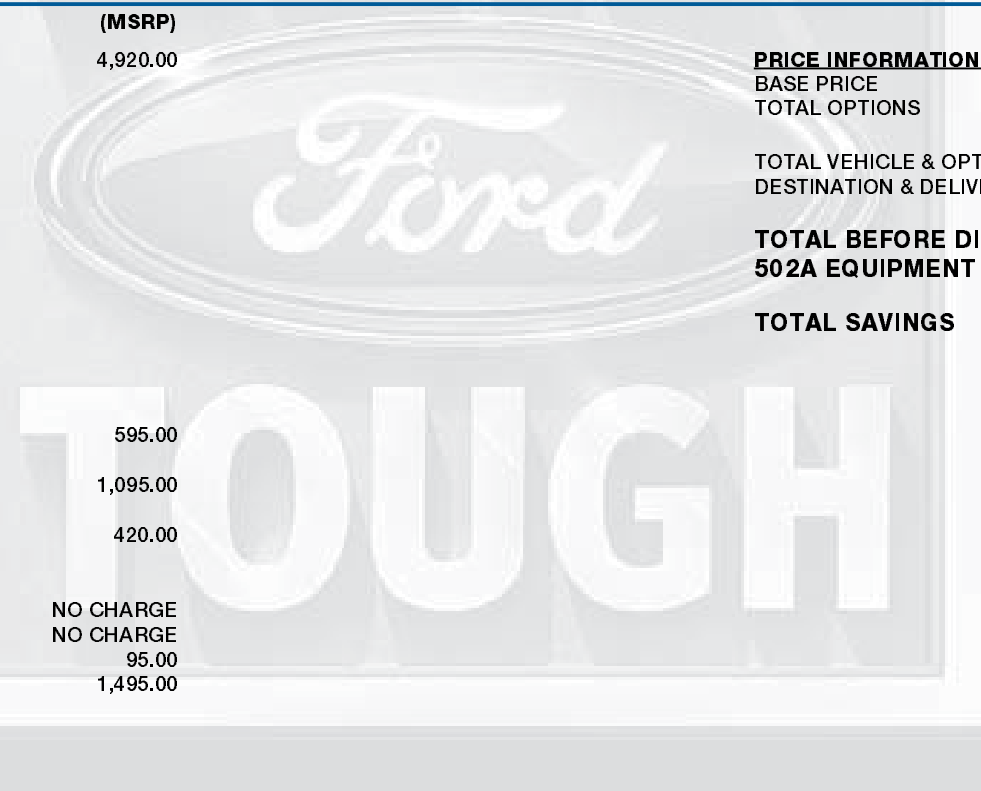 (MSRP)
4,920.00
595.00
1,095.00
420.00
NO CHARGE
NO CHARGE
95.00
1,495.00
Ford
TOUGH
PRICE INFORMATION
BASE PRICE
TOTAL OPTIONS
TOTAL VEHICLE & OPT
DESTINATION & DELIV
TOTAL BEFORE DI
502A EQUIPMENT
TOTAL SAVINGS